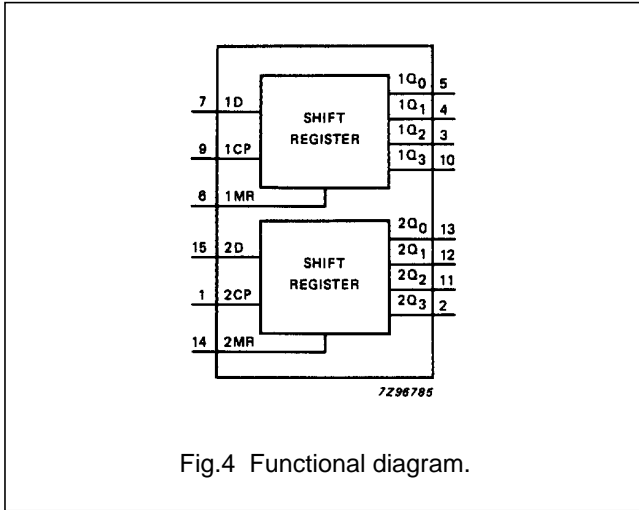 7 1D
9 1CP
6 1MR
SHIFT
REGISTER
1Q0 5
1Q1 4
1Q2 3
1Q3 10
15 2D
1 2CP
14 2MR
SHIFT
REGISTER
2Q0 13
2Q1 12
2Q2 11
2Q3 2
7Z96785
Fig.4 Functional diagram.